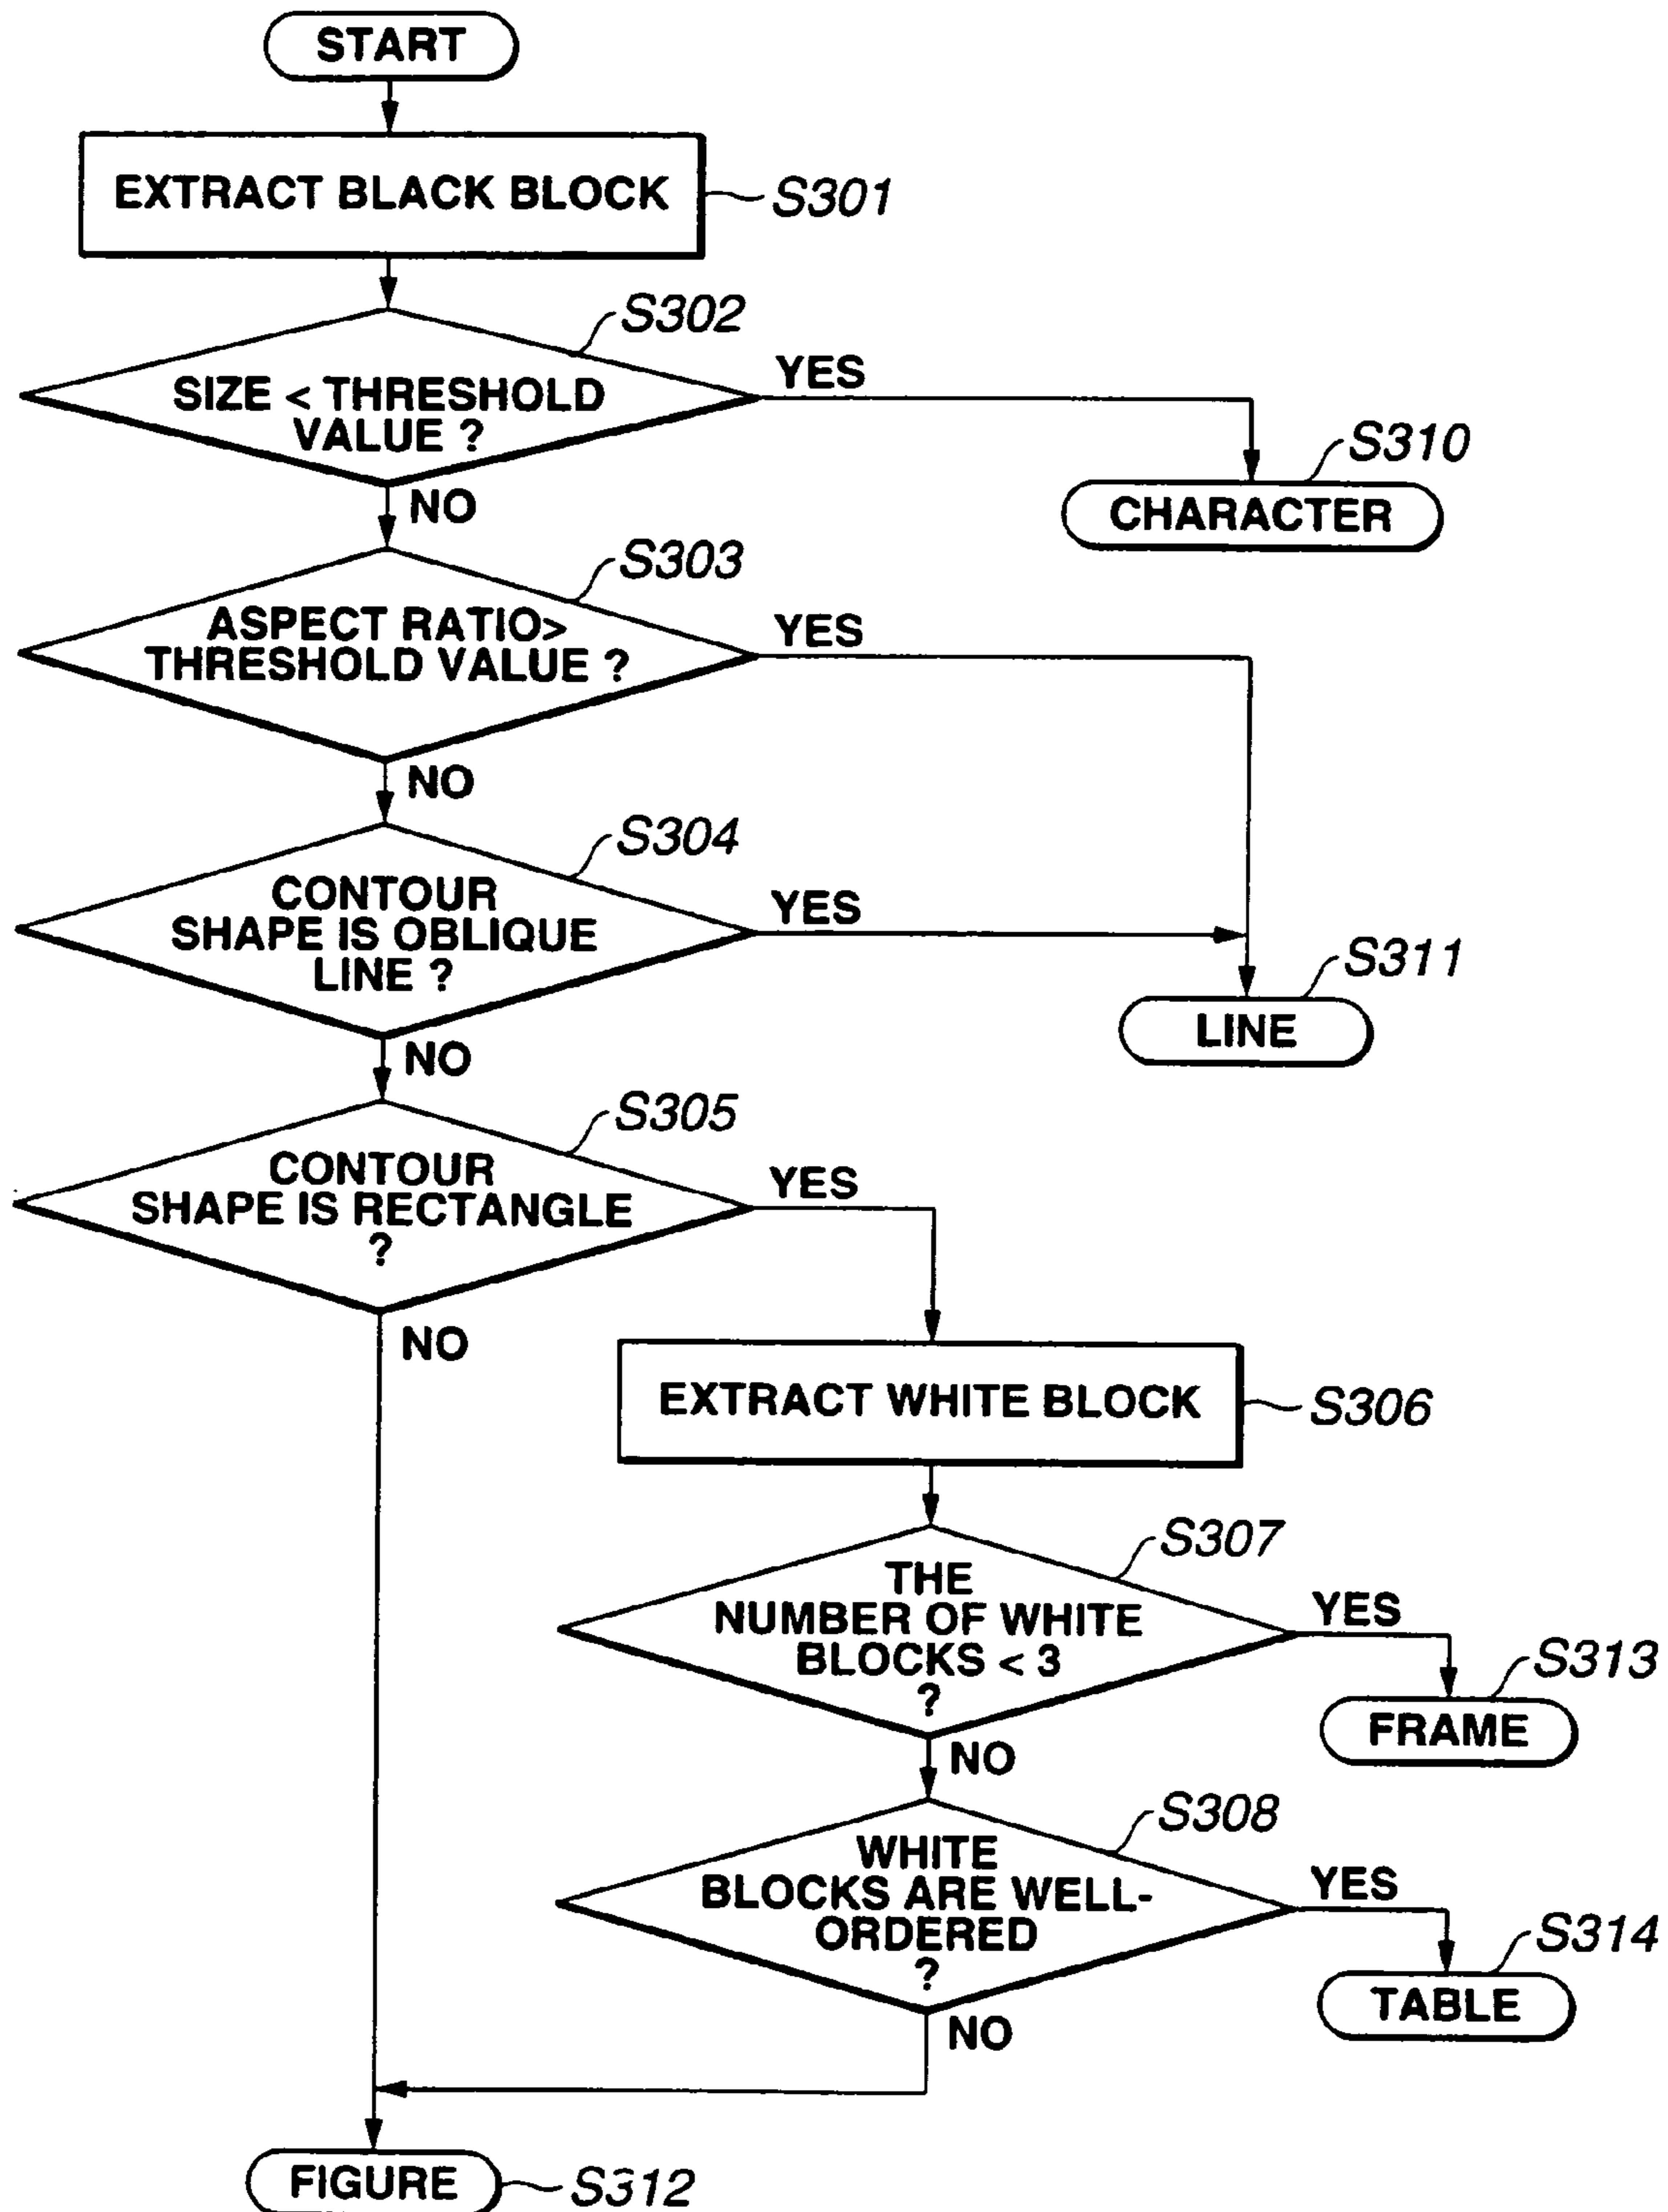 START
EXTRACT BLACK BLOCK
S301
S302
SIZE < THRESHOLD
VALUE ?
YES
NO
S310
CHARACTER
S303
ASPECT RATIO>
THRESHOLD VALUE ?
YES
NO
S304
CONTOUR
SHAPE IS OBLIQUE
LINE ?
YES
NO
S311
LINE
S305
CONTOUR
SHAPE IS RECTANGLE
?
YES
NO
EXTRACT WHITE BLOCK
S306
S307
THE
NUMBER OF WHITE
BLOCKS < 3
?
YES
NO
S313
FRAME
S308
WHITE
BLOCKS ARE WELL-
ORDERED
?
YES
NO
S314
TABLE
FIGURE
S312